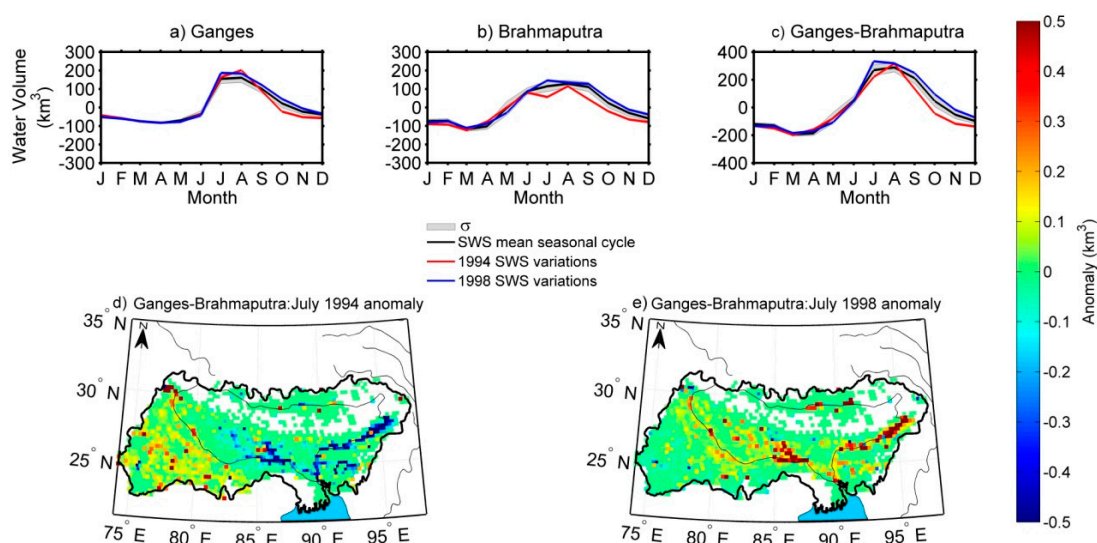 a) Ganges
b) Brahmaputra
c) Ganges-Brahmaputra
Water Volume
(km³)
300
200
100
0
-100
-200
-300
J F M A M J J A S O N D
Month
300
200
100
0
-100
-200
-300
J F M A M J J A S O N D
Month
400
200
0
-200
-400
J F M A M J J A S O N D
Month
σ
SWS mean seasonal cycle
1994 SWS variations
1998 SWS variations
d) Ganges-Brahmaputra:July 1994 anomaly
35° N
N
30° N
25° N
75° E 80° E 85° E 90° E 95° E
e) Ganges-Brahmaputra:July 1998 anomaly
35° N
N
30° N
25° N
75° E 80° E 85° E 90° E 95° E
0.5
0.4
0.3
0.2
0.1
0
-0.1
-0.2
-0.3
-0.4
-0.5
Anomaly (km³)